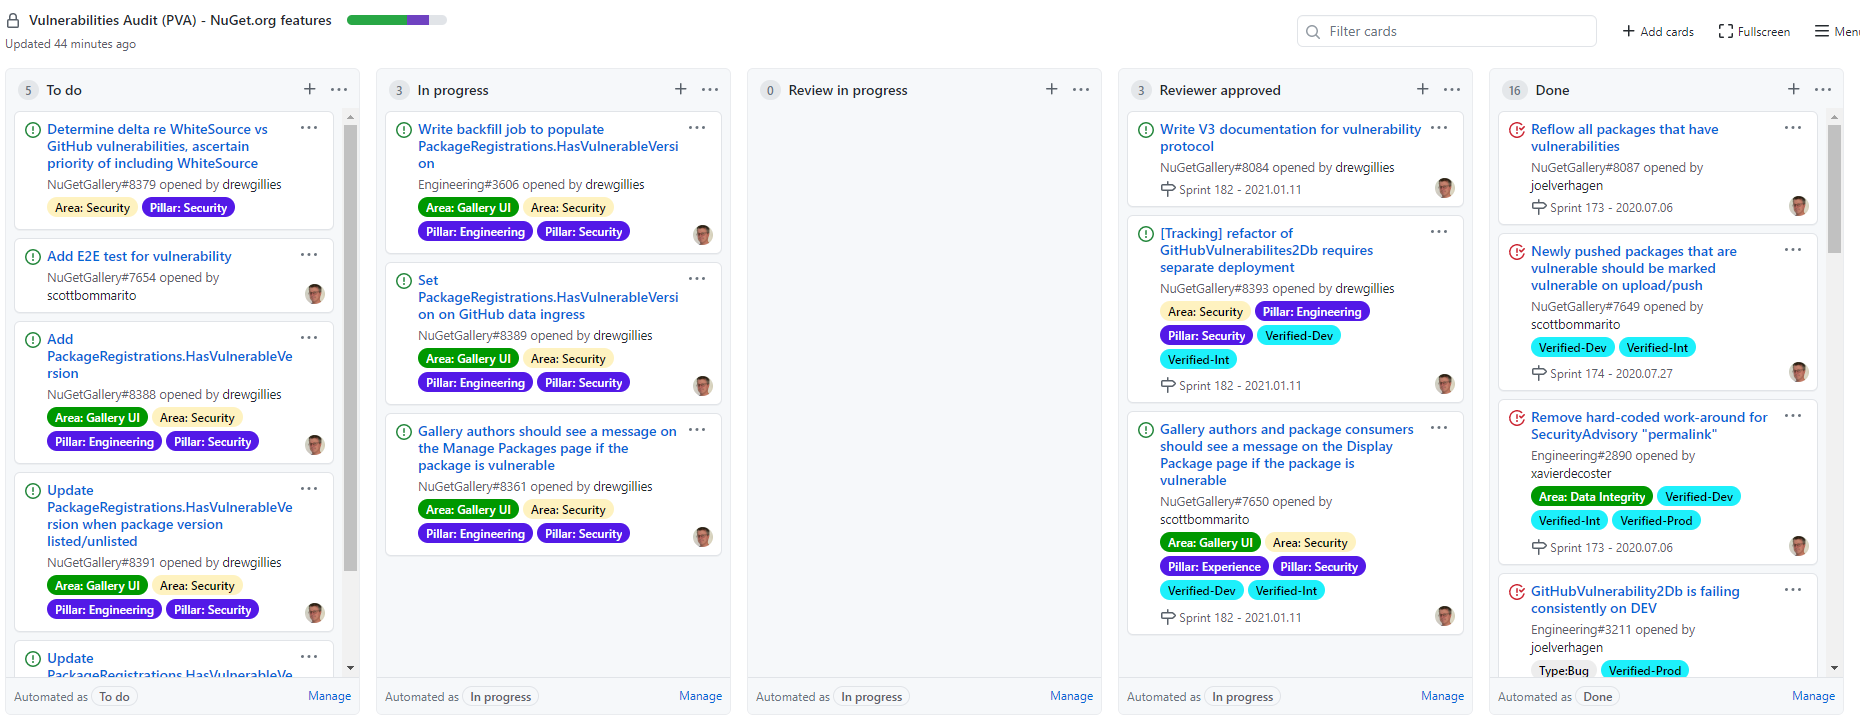 Vulnerabilities Audit (PVA) - NuGet.org features
Updated 44 minutes ago
Filter cards
Add cards
Fullscreen
Menu
5 To do
Determine delta re WhiteSource vs
GitHub vulnerabilities, ascertain
priority of including WhiteSource
NuGetGallery#8379 opened by drewgillies
Area: Security Pillar: Security
Add E2E test for vulnerability
NuGetGallery#7654 opened by
scottbommarito
Add
PackageRegistrations.HasVulnerableVe
rsion
NuGetGallery#8388 opened by drewgillies
Area: Gallery UI Area: Security
Pillar: Engineering Pillar: Security
Update
PackageRegistrations.HasVulnerableVe
rsion when package version
listed/unlisted
NuGetGallery#8391 opened by drewgillies
Area: Gallery UI Area: Security
Pillar: Engineering Pillar: Security
Update
PackageRegistrations.HasVulnerableVe
Automated as To do Manage
3 In progress
Write backfill job to populate
PackageRegistrations.HasVulnerableVersi
on
Engineering#3606 opened by drewgillies
Area: Gallery UI Area: Security
Pillar: Engineering Pillar: Security
Set
PackageRegistrations.HasVulnerableVersi
on on GitHub data ingress
NuGetGallery#8389 opened by drewgillies
Area: Gallery UI Area: Security
Pillar: Engineering Pillar: Security
Gallery authors should see a message on
the Manage Packages page if the
package is vulnerable
NuGetGallery#8361 opened by drewgillies
Area: Gallery UI Area: Security
Pillar: Engineering Pillar: Security
Automated as In progress Manage
0 Review in progress
Automated as In progress Manage
3 Reviewer approved
Write V3 documentation for vulnerability
protocol
NuGetGallery#8084 opened by drewgillies
Sprint 182 - 2021.01.11
[Tracking] refactor of
GitHubVulnerabilites2Db requires
separate deployment
NuGetGallery#8393 opened by drewgillies
Area: Security Pillar: Engineering
Pillar: Security Verified-Dev
Verified-Int
Sprint 182 - 2021.01.11
Gallery authors and package consumers
should see a message on the Display
Package page if the package is
vulnerable
NuGetGallery#7650 opened by
scottbommarito
Area: Gallery UI Area: Security
Pillar: Experience Pillar: Security
Verified-Dev Verified-Int
Sprint 182 - 2021.01.11
Automated as Reviewer approved Manage
16 Done
Reflow all packages that have
vulnerabilities
NuGetGallery#8087 opened by
joelverhagen
Sprint 173 - 2020.07.06
Newly pushed packages that are
vulnerable should be marked
vulnerable on upload/push
NuGetGallery#7649 opened by
scottbommarito
Verified-Dev Verified-Int
Sprint 174 - 2020.07.27
Remove hard-coded work-around for
SecurityAdvisory "permalink"
Engineering#2890 opened by
xavierdecoster
Area: Data Integrity Verified-Dev
Verified-Int Verified-Prod
Sprint 173 - 2020.07.06
GitHubVulnerability2Db is failing
consistently on DEV
Engineering#3211 opened by
joelverhagen
Type:Bug Verified-Prod
Automated as Done Manage